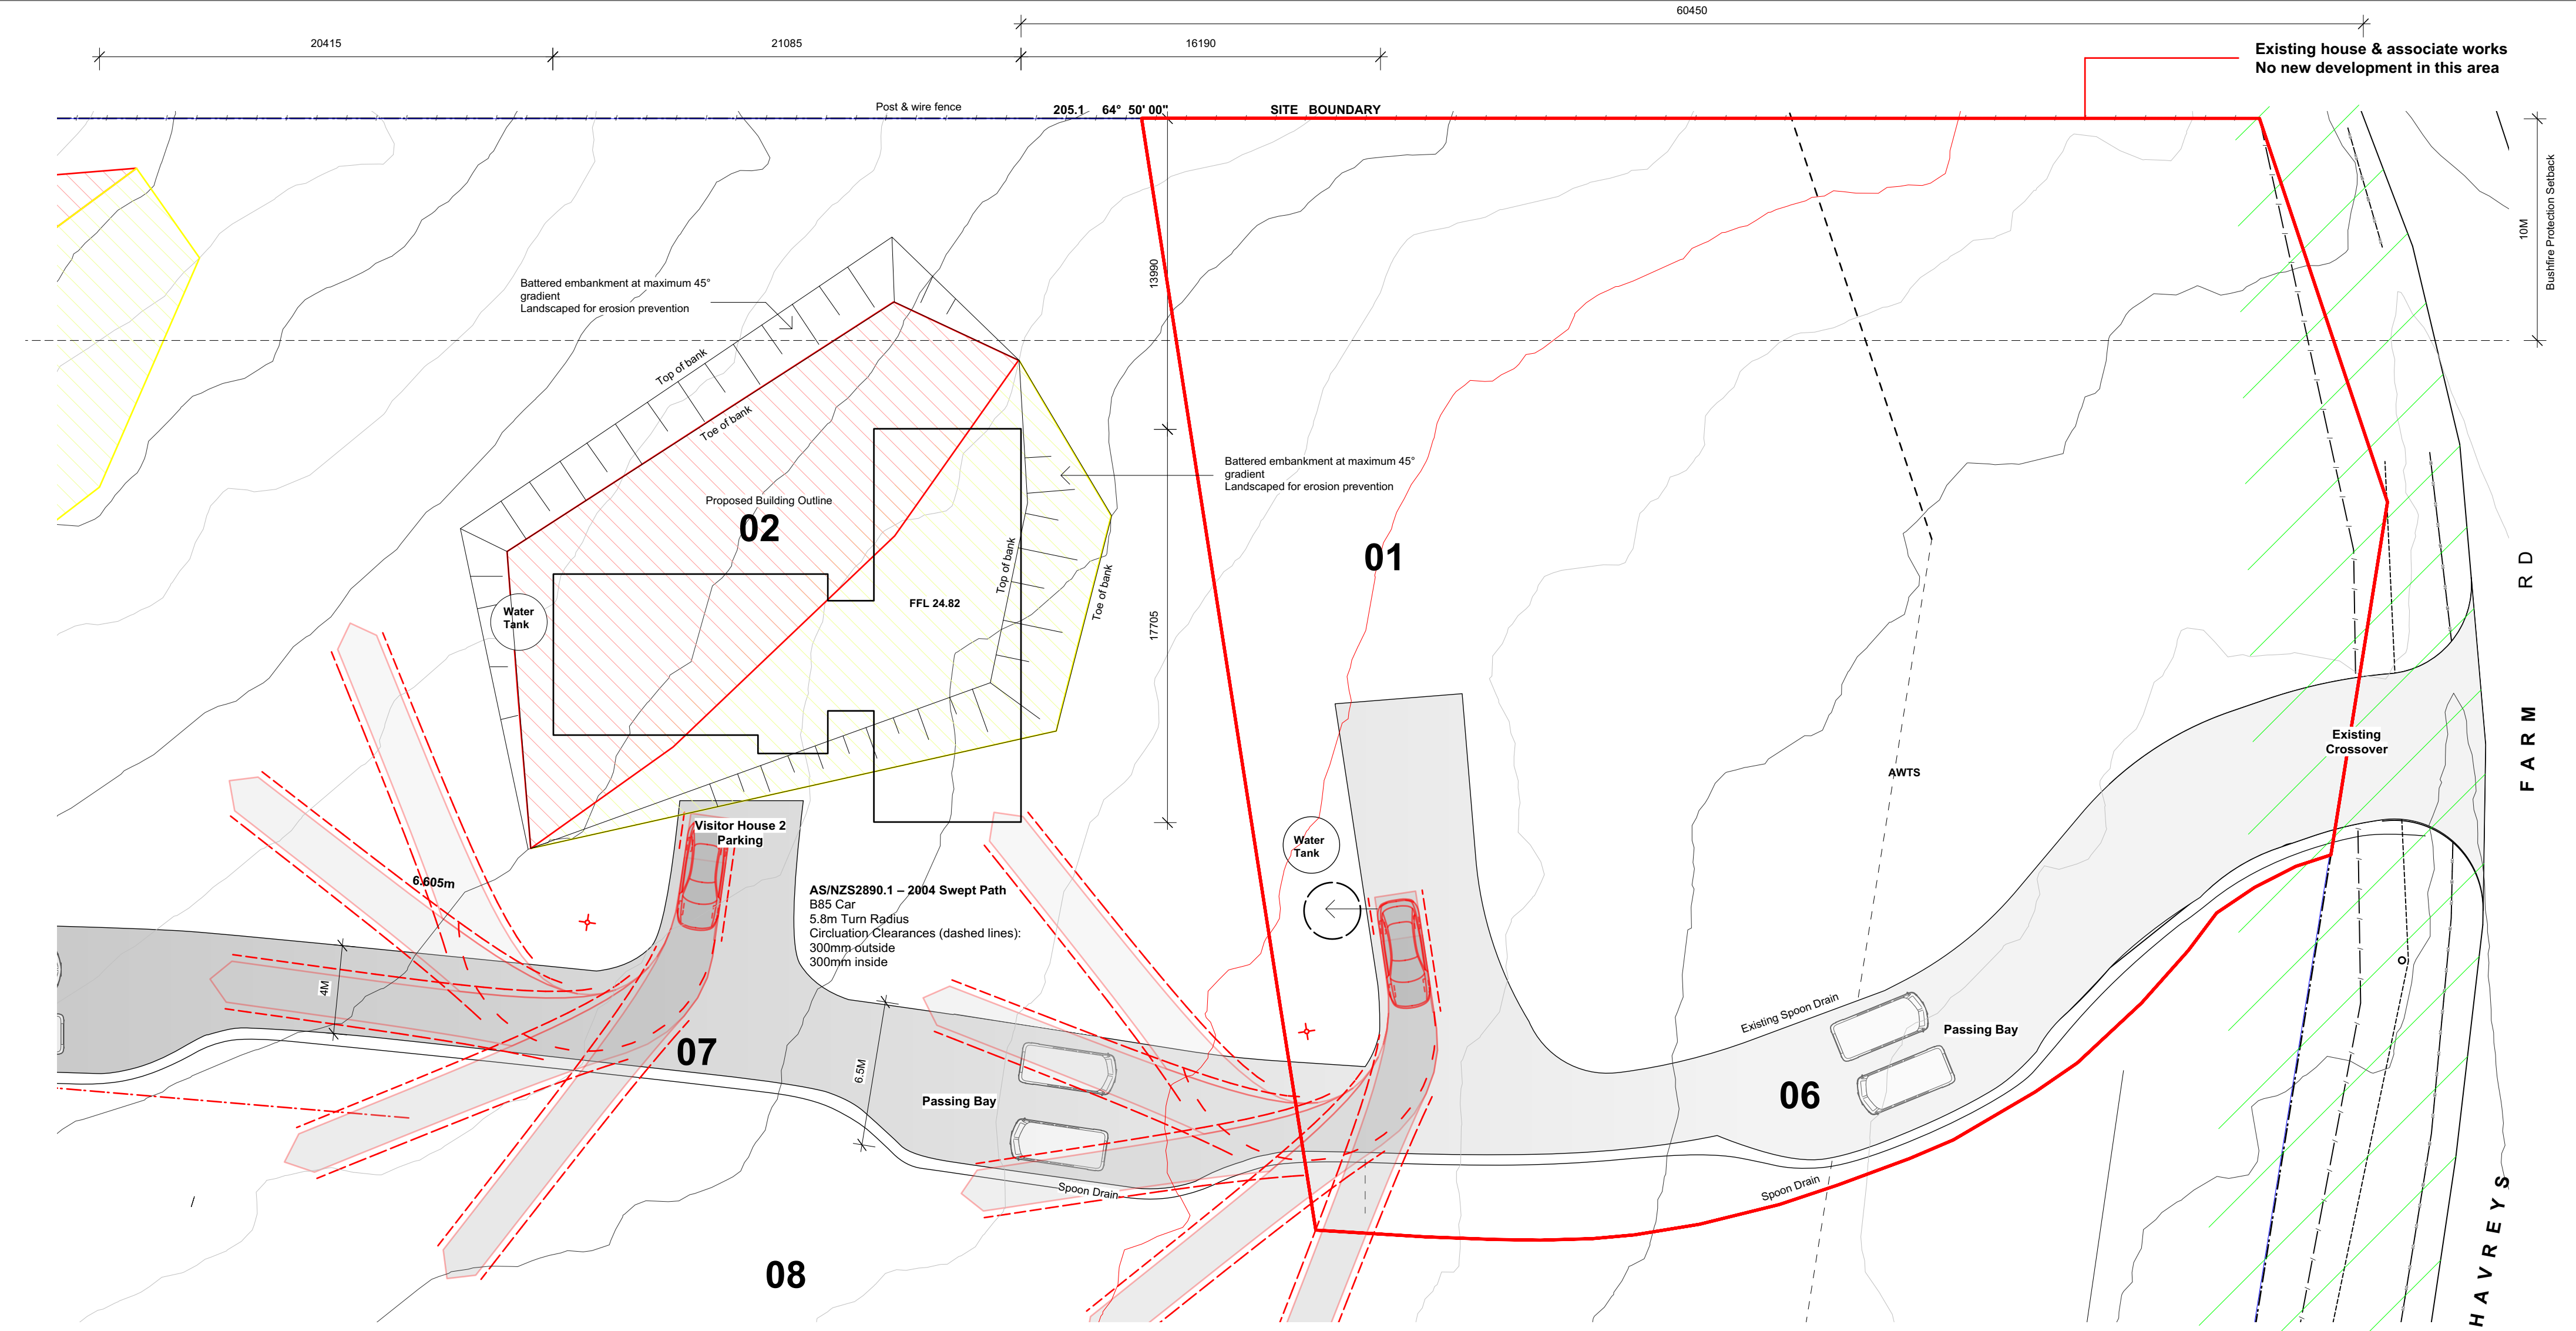 60450
20415
21085
16190
Existing house & associate works
No new development in this area
Post & wire fence
205.1 64° 50' 00"
SITE BOUNDARY
10M
Bushfire Protection Setback
13990
Battered embankment at maximum 45°
gradient
Landscaped for erosion prevention
Top of bank
Toe of bank
Battered embankment at maximum 45°
gradient
Landscaped for erosion prevention
Proposed Building Outline
02
01
Top of bank
Toe of bank
FFL 24.82
Water
Tank
17705
HAVREYS FARM RD
Existing
Crossover
AWTS
Visitor House 2
Parking
Water
Tank
6.605m
AS/NZS2890.1 – 2004 Swept Path
B85 Car
5.8m Turn Radius
Circluation Clearances (dashed lines):
300mm outside
300mm inside
4M
Existing Spoon Drain
Passing Bay
07
6.5M
Passing Bay
06
Spoon Drain
Spoon Drain
08